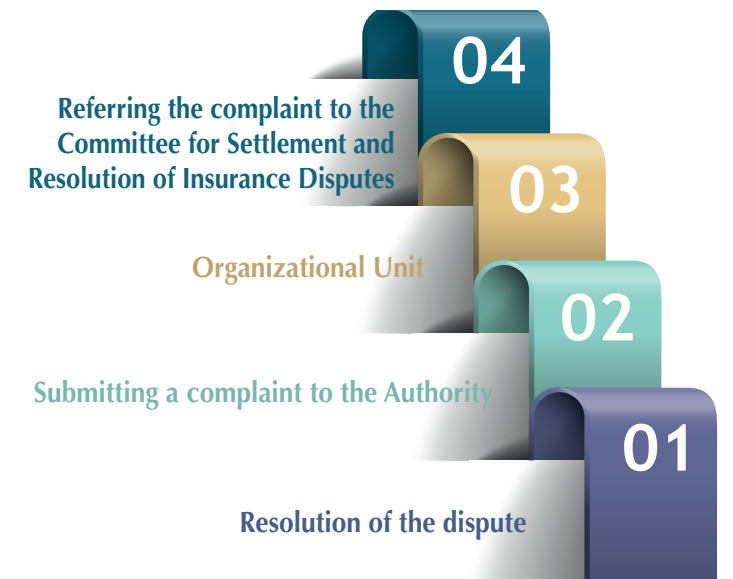 04
Referring the complaint to the
Committee for Settlement and
Resolution of Insurance Disputes
03
Organizational Unit
02
Submitting a complaint to the Authority
01
Resolution of the dispute